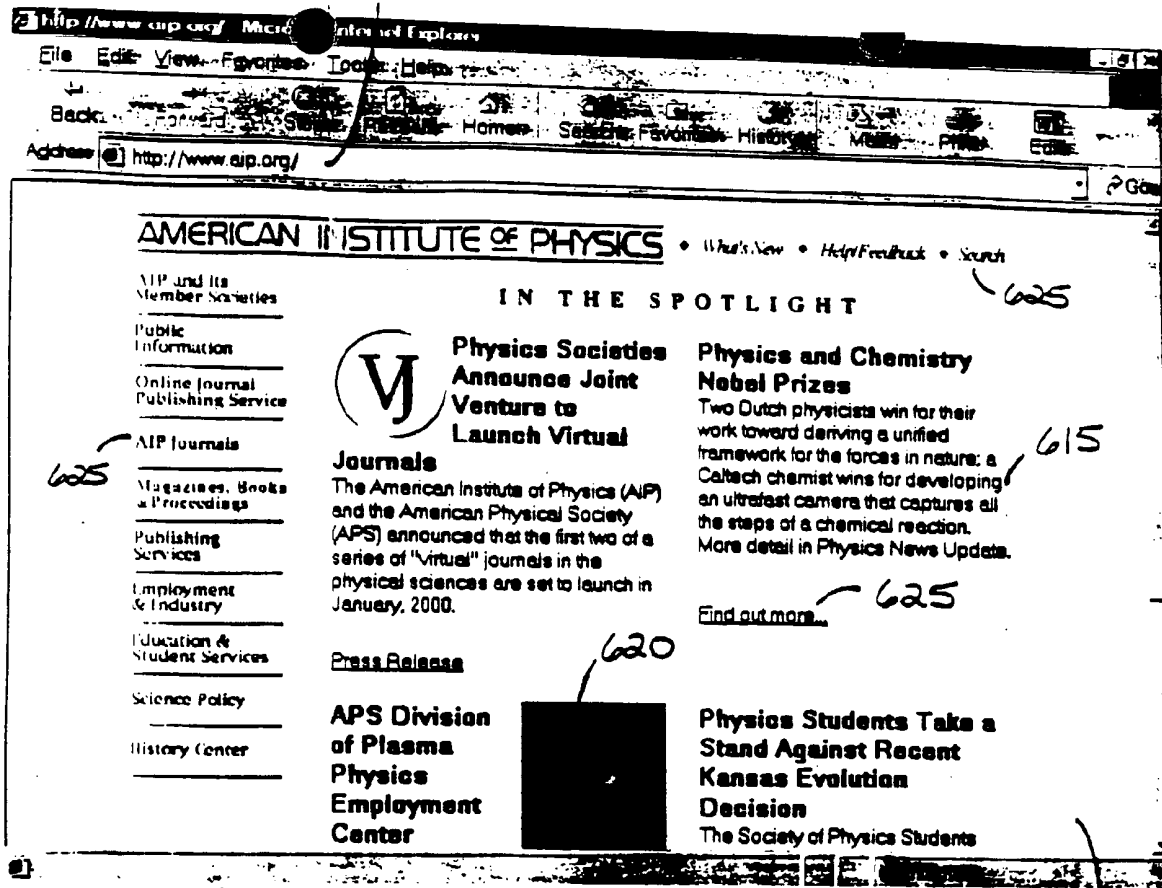 http://www.aip.org/ Internet Explorer
File Edit View Favorites Tools Help
Back Forward Home Search Favorites History Mail Print Edit
Address http://www.aip.org/ Go
AMERICAN INSTITUTE OF PHYSICS • What's New • Help/Feedback • Search
625
IN THE SPOTLIGHT
AIP and Its
Member Societies
Public
Information
Online Journal
Publishing Service
AIP Journals
625
Magazines, Books
& Proceedings
Publishing
Services
Employment
& Industry
Education &
Student Services
Science Policy
History Center
VJ
Physics Societies
Announce Joint
Venture to
Launch Virtual
Journals
The American Institute of Physics (AIP)
and the American Physical Society
(APS) announced that the first two of a
series of "virtual" journals in the
physical sciences are set to launch in
January, 2000.
Press Release
Physics and Chemistry
Nobel Prizes
Two Dutch physicists win for their
work toward deriving a unified
framework for the forces in nature; a
Caltech chemist wins for developing
an ultrafast camera that captures all
the steps of a chemical reaction.
More detail in Physics News Update.
615
Find out more...
625
620
APS Division
of Plasma
Physics
Employment
Center
Physics Students Take a
Stand Against Recent
Kansas Evolution
Decision
The Society of Physics Students